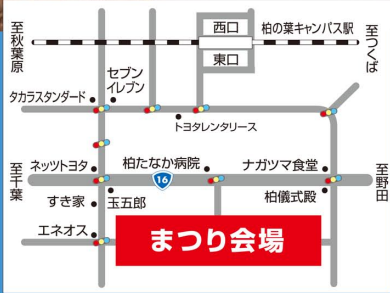 西口
柏の葉キャンパス駅
東口
至秋葉原
至つくば
セブン
イレブン
タカラスタンダード
トヨタレンタリース
至千葉
ネッツトヨタ
柏たなか病院
ナガツマ食堂
至野田
16
すき家
玉五郎
柏儀式殿
エネオス
まつり会場